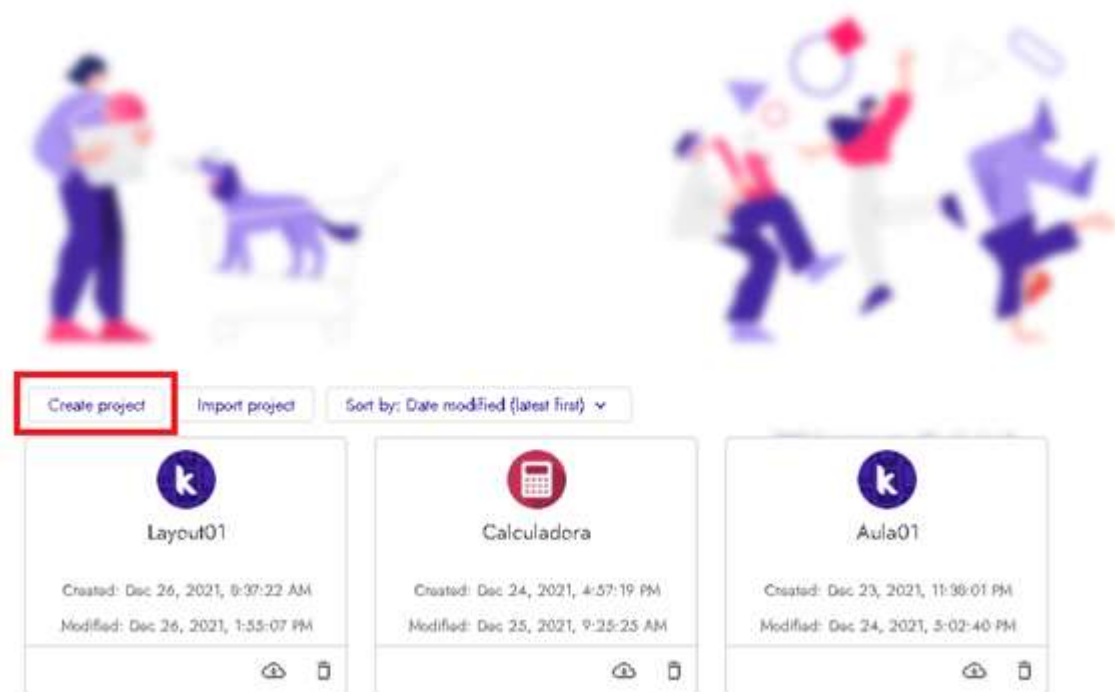 Create project
Import project
Sort by: Date modified (latest first)
k
Layout01
Created: Dec 26, 2021, 8:37:22 AM
Modified: Dec 26, 2021, 1:55:07 PM
Calculadora
Created: Dec 24, 2021, 4:57:19 PM
Modified: Dec 25, 2021, 9:25:25 AM
k
Aula01
Created: Dec 23, 2021, 11:38:01 PM
Modified: Dec 24, 2021, 5:02:40 PM